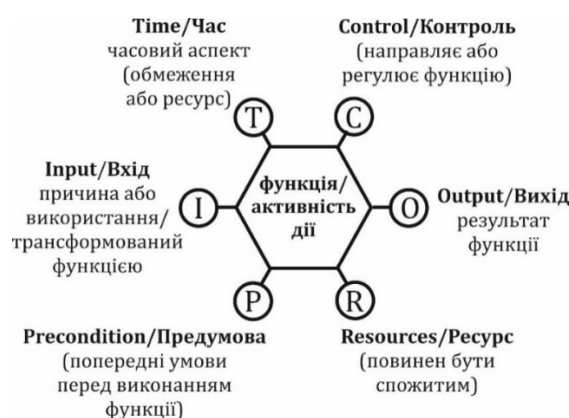 Time/Час
часовий аспект
(обмеження
або ресурс)
Control/Контроль
(направляє або
регулює функцію)
T
C
Input/Вхід
причина або
використання/
трансформований
функцією
I
функція/
активність
дії
O
Output/Вихід
результат
функції
P
R
Precondition/Предумова
(попередні умови
перед виконанням
функції)
Resources/Ресурс
(повинен бути
спожитим)